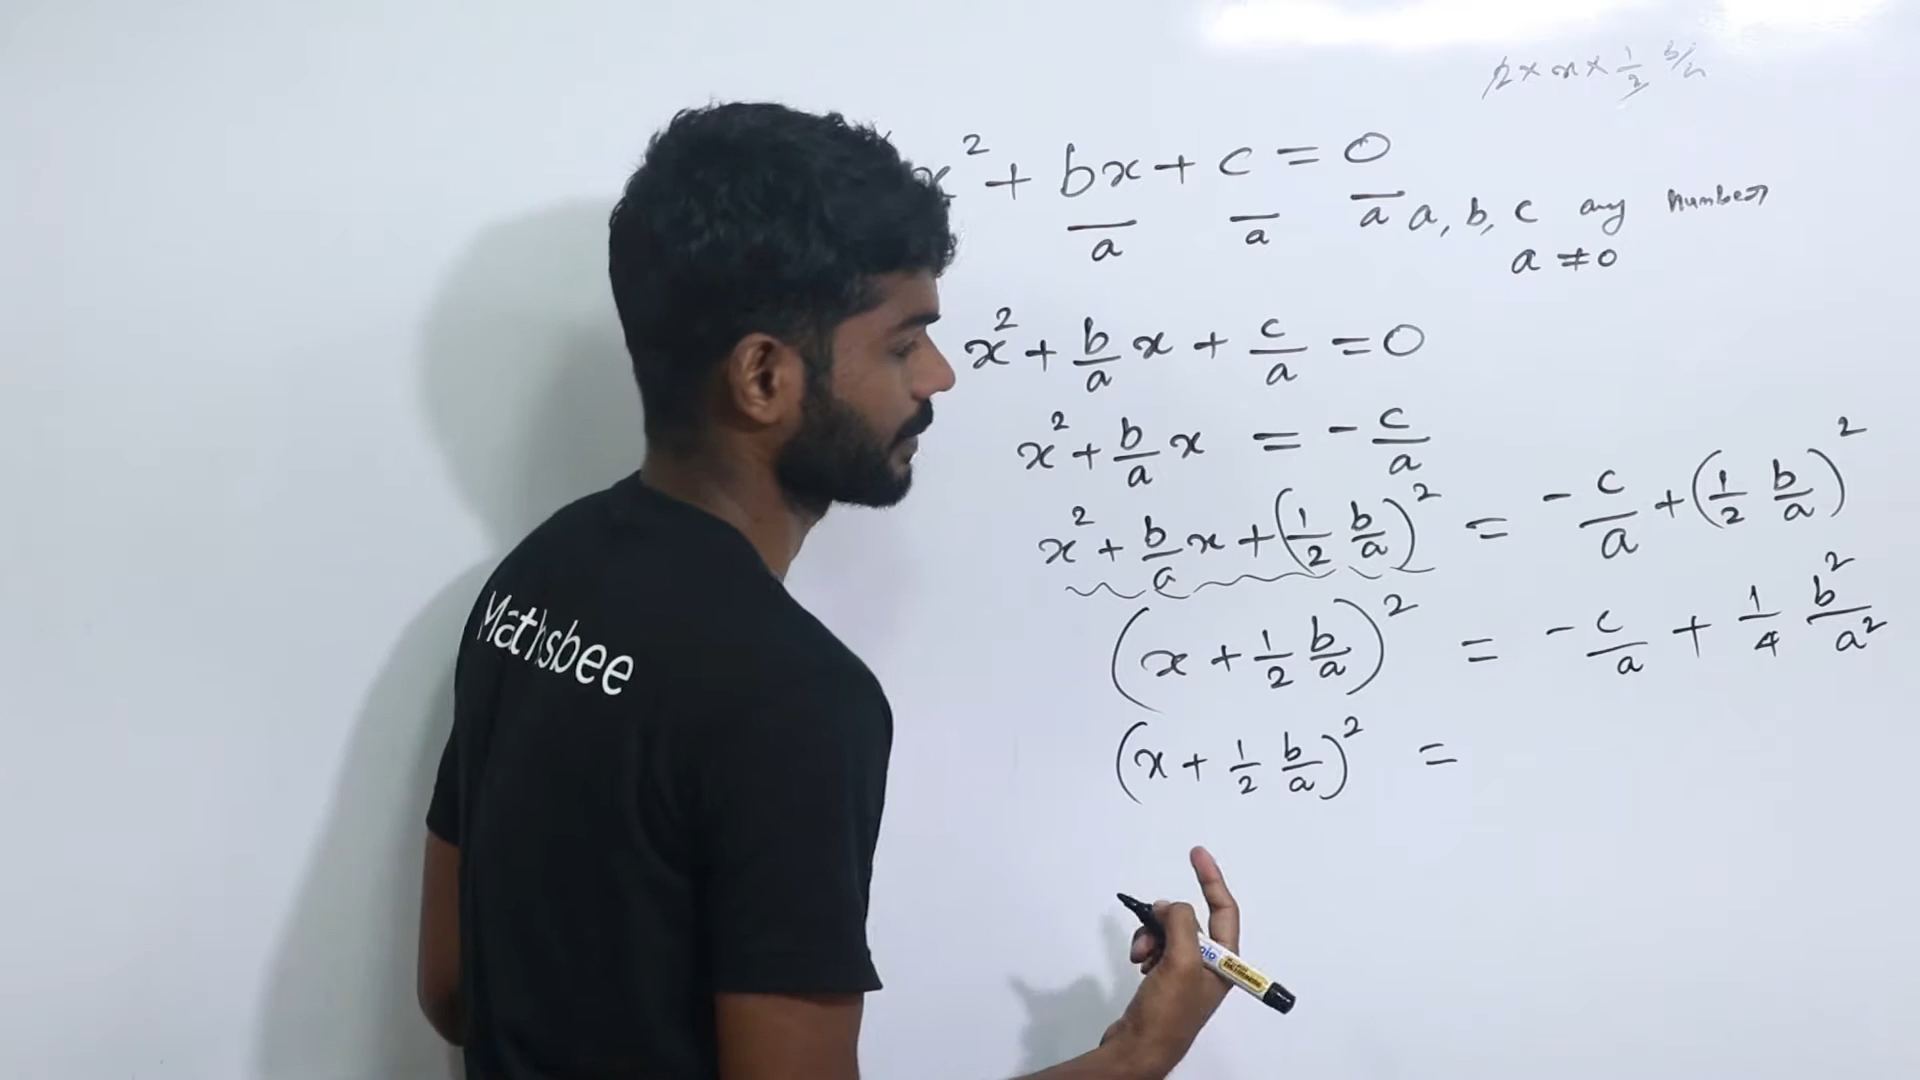 2 × x × 1/2 b/a
x² + bx/a + c/a = 0/a
a, b, c any number
a ≠ 0
x² + b/a x + c/a = 0
x² + b/a x = - c/a
x² + b/a x + (1/2 b/a)² = - c/a + (1/2 b/a)²
(x + 1/2 b/a)² = - c/a + 1/4 b²/a²
(x + 1/2 b/a)² =
Mathsbee